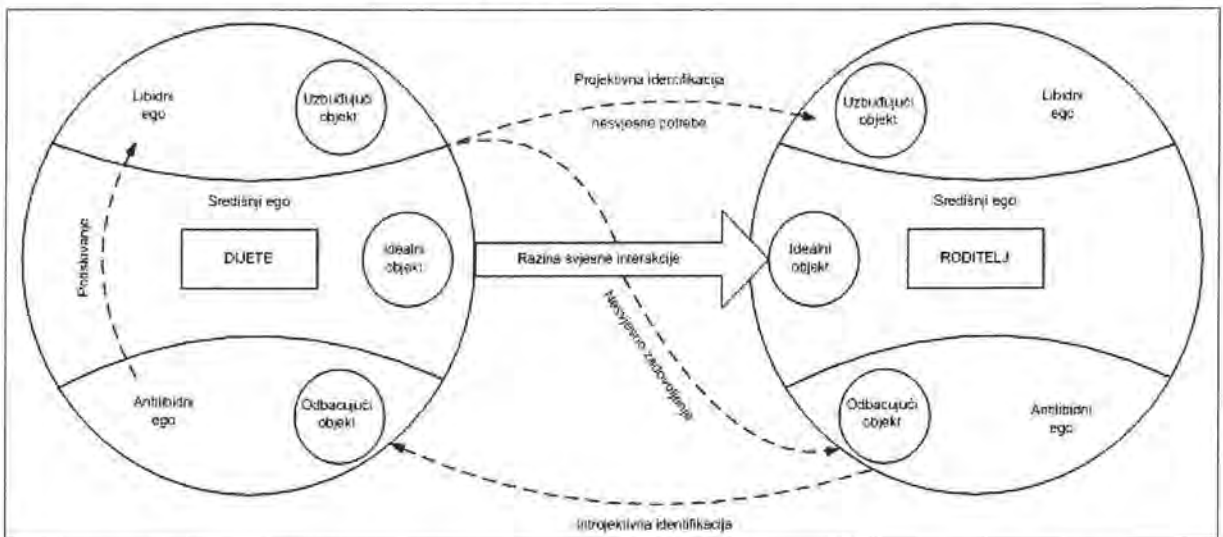 Libidni
ego
Uzbuđujući
objekt
Projektivna identifikacija
nesvjesne potrebe
Uzbuđujući
objekt
Libidni
ego
Potiskivanje
Središnji ego
DIJETE
Idealni
objekt
Razina svjesne interakcije
Središnji ego
Idealni
objekt
RODITELJ
Nesvjesno zadovoljenje
Antilibidni
ego
Odbacujući
objekt
Odbacujući
objekt
Antilibidni
ego
Introjektivna identifikacija